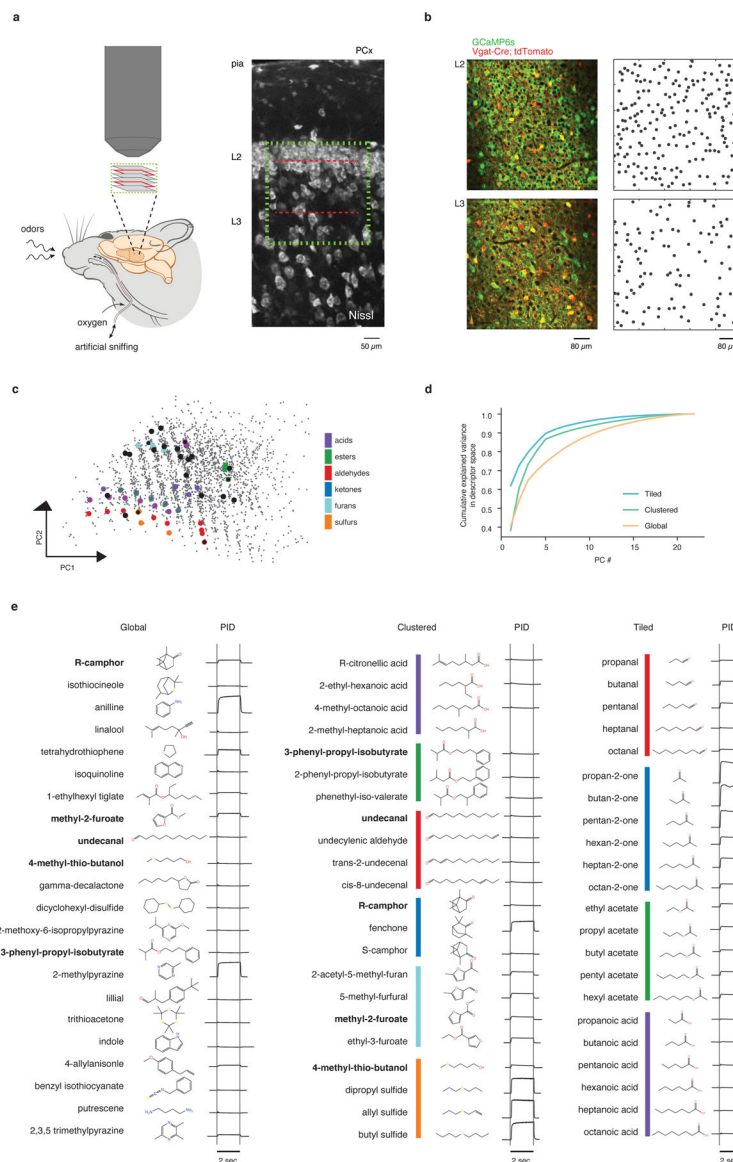 a
PCx
pia
L2
L3
odors
oxygen
artificial sniffing
Nissl
50 µm
b
GCaMP6s
Vgat-Cre; tdTomato
L2
L3
80 µm
80 µ
c
acids
esters
aldehydes
ketones
furans
sulfurs
PC2
PC1
d
Cumulative explained variance
in descriptor space
1.0
0.9
0.8
0.7
0.6
0.5
0.4
Tiled
Clustered
Global
0
5
10
15
20
PC #
e
Global
PID
R-camphor
isothiocineole
anilline
linalool
tetrahydrothiophene
isoquinoline
1-ethylhexyl tiglate
methyl-2-furoate
undecanal
4-methyl-thio-butanol
gamma-decalactone
dicyclohexyl-disulfide
2-methoxy-6-isopropylpyrazine
3-phenyl-propyl-isobutyrate
2-methylpyrazine
lillial
trithioacetone
indole
4-allylanisonle
benzyl isothiocyanate
putrescene
2,3,5 trimethylpyrazine
2 sec
Clustered
PID
R-citronellic acid
2-ethyl-hexanoic acid
4-methyl-octanoic acid
2-methyl-heptanoic acid
3-phenyl-propyl-isobutyrate
2-phenyl-propyl-isobutyrate
phenethyl-iso-valerate
undecanal
undecylenic aldehyde
trans-2-undecenal
cis-8-undecenal
R-camphor
fenchone
S-camphor
2-acetyl-5-methyl-furan
5-methyl-furfural
methyl-2-furoate
ethyl-3-furoate
4-methyl-thio-butanol
dipropyl sulfide
allyl sulfide
butyl sulfide
2 sec
Tiled
PID
propanal
butanal
pentanal
heptanal
octanal
propan-2-one
butan-2-one
pentan-2-one
hexan-2-one
heptan-2-one
octan-2-one
ethyl acetate
propyl acetate
butyl acetate
pentyl acetate
hexyl acetate
propanoic acid
butanoic acid
pentanoic acid
hexanoic acid
heptanoic acid
octanoic acid
2 sec